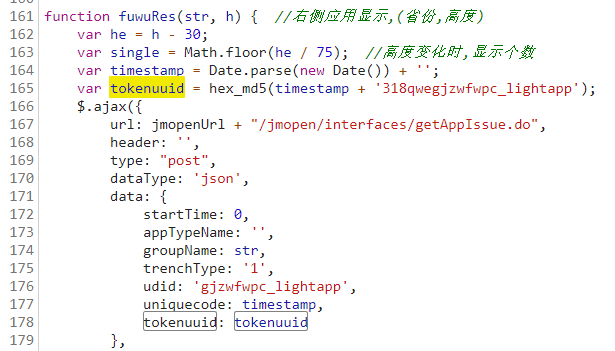 161 function fuwuRes(str, h) {  //右侧应用显示,(省份,高度)
162     var he = h - 30;
163     var single = Math.floor(he / 75);  //高度变化时,显示个数
164     var timestamp = Date.parse(new Date()) + '';
165     var tokenuuid = hex_md5(timestamp + '318qwegjzwfwpc_lightapp');
166     $.ajax({
167         url: jmopenUrl + "/jmopen/interfaces/getAppIssue.do",
168         header: '',
169         type: "post",
170         dataType: 'json',
171         data: {
172             startTime: 0,
173             appTypeName: '',
174             groupName: str,
175             trenchType: '1',
176             udid: 'gjzwfwpc_lightapp',
177             uniquecode: timestamp,
178             tokenuuid: tokenuuid
179         },